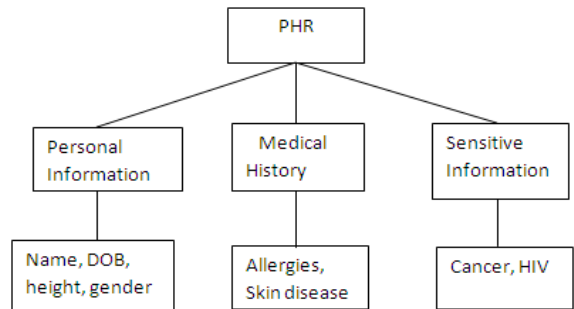 PHR
Personal
Information
Medical
History
Sensitive
Information
Name, DOB,
height, gender
Allergies,
Skin disease
Cancer, HIV